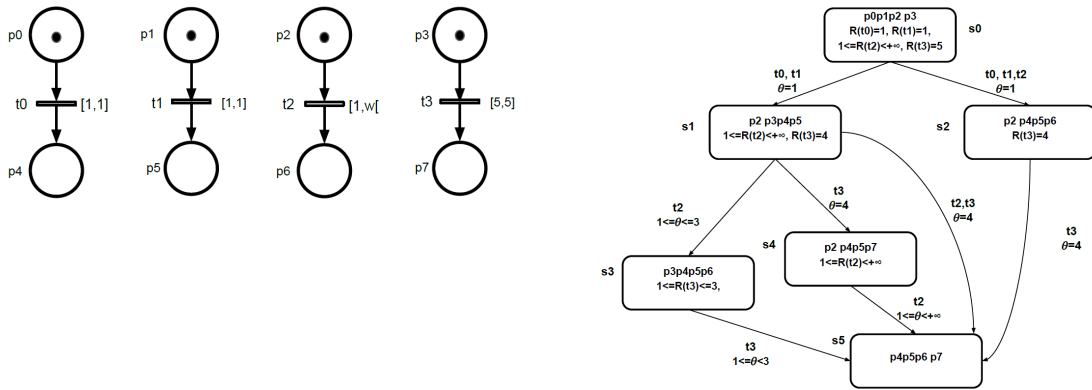 p0
p1
p2
p3
t0
[1,1]
t1
[1,1]
t2
[1,w[
t3
[5,5]
p4
p5
p6
p7
p0p1p2 p3
R(t0)=1, R(t1)=1,
1<=R(t2)<+∞, R(t3)=5
s0
t0, t1
θ=1
t0, t1,t2
θ=1
s1
p2 p3p4p5
1<=R(t2)<+∞, R(t3)=4
s2
p2 p4p5p6
R(t3)=4
t2
1<=θ<=3
t3
θ=4
t2,t3
θ=4
t3
θ=4
s3
p3p4p5p6
1<=R(t3)<=3,
s4
p2 p4p5p7
1<=R(t2)<+∞
t2
1<=θ<+∞
t3
1<=θ<3
s5
p4p5p6 p7